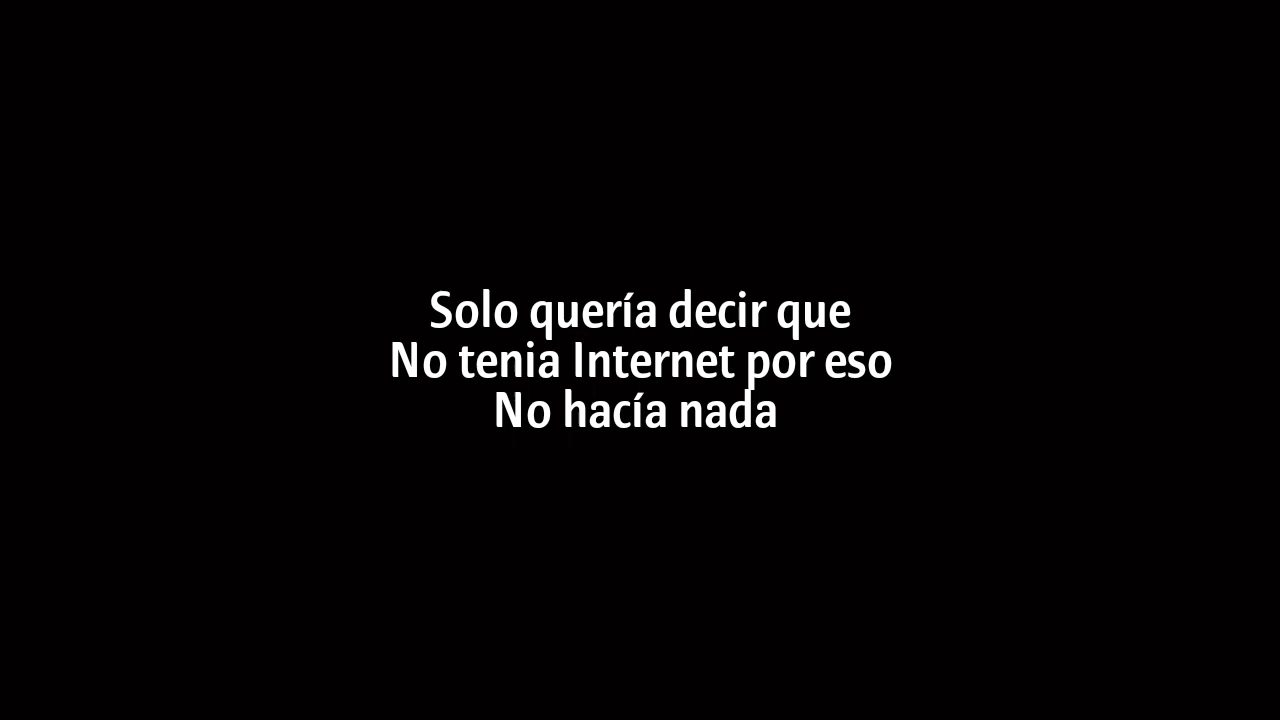 Solo quería decir que
No tenia Internet por eso
No hacía nada